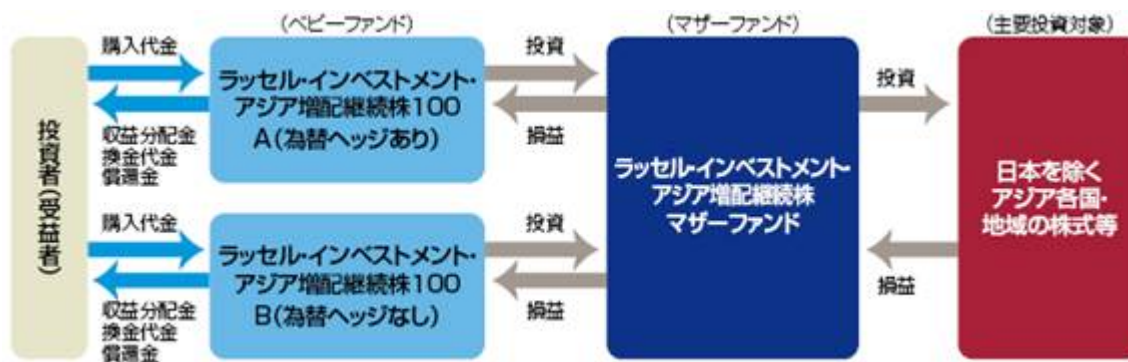 (ベビーファンド)
(マザーファンド)
(主要投資対象)
投資者(受益者)
購入代金
収益分配金
換金代金
償還金
ラッセル・インベストメント・
アジア増配継続株100
A(為替ヘッジあり)
投資
損益
購入代金
収益分配金
換金代金
償還金
ラッセル・インベストメント・
アジア増配継続株100
B(為替ヘッジなし)
投資
損益
ラッセル・インベストメント・
アジア増配継続株
マザーファンド
投資
損益
日本を除く
アジア各国・
地域の株式等